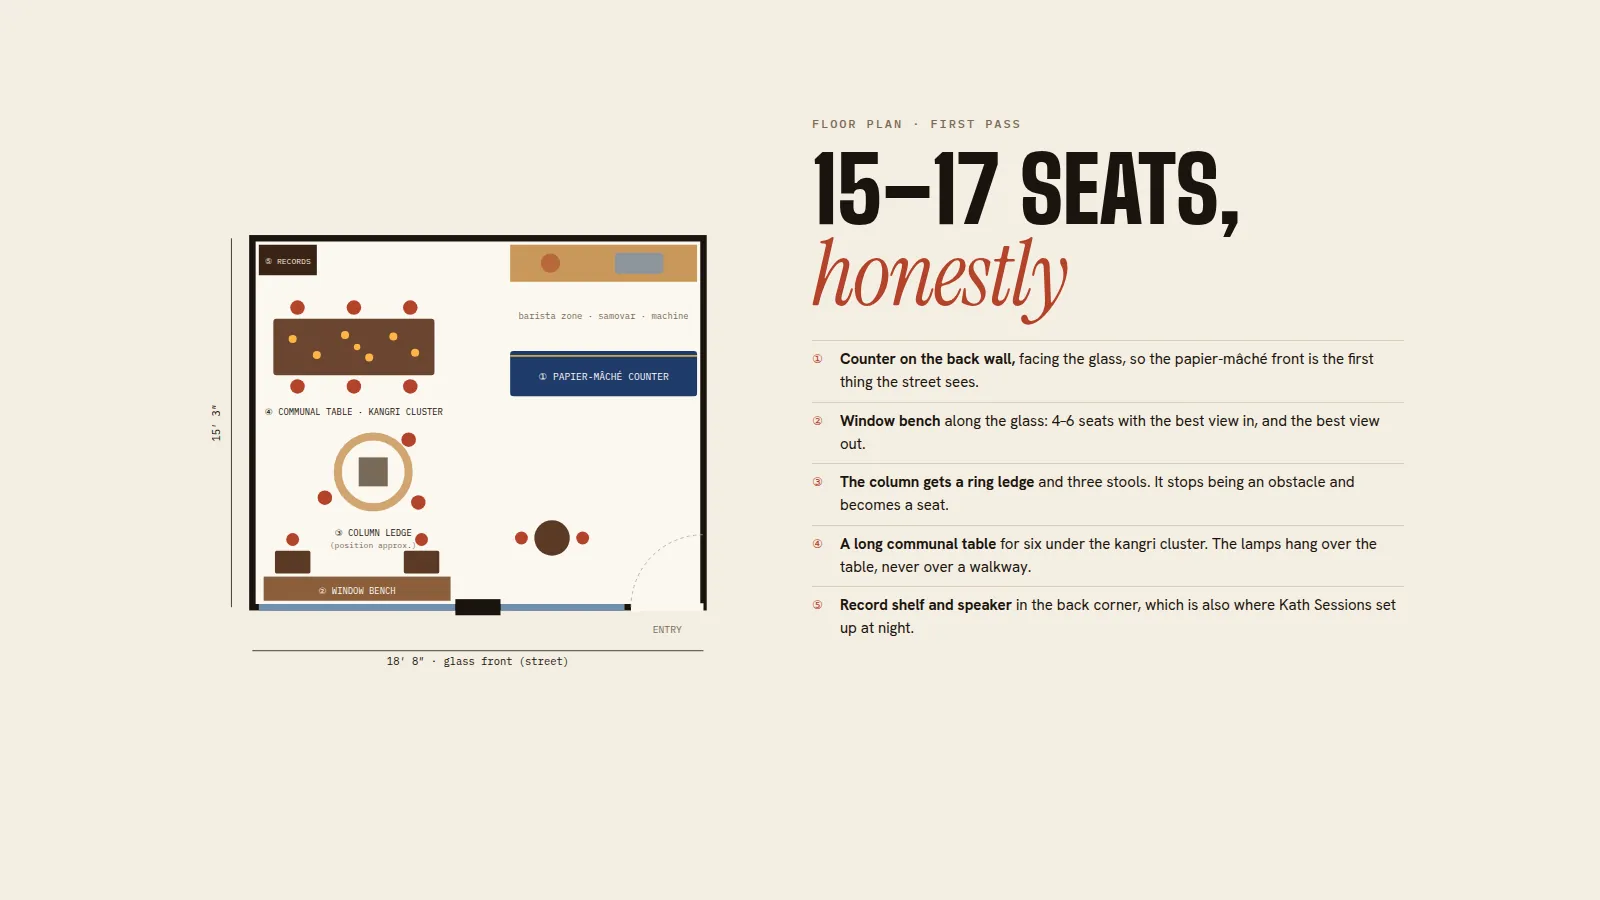 FLOOR PLAN · FIRST PASS
15–17 SEATS,
honestly
① Counter on the back wall, facing the glass, so the papier-mâché front is the first
thing the street sees.
② Window bench along the glass: 4–6 seats with the best view in, and the best view
out.
③ The column gets a ring ledge and three stools. It stops being an obstacle and
becomes a seat.
④ A long communal table for six under the kangri cluster. The lamps hang over the
table, never over a walkway.
⑤ Record shelf and speaker in the back corner, which is also where Kath Sessions set
up at night.
⑤ RECORDS
barista zone · samovar · machine
① PAPIER-MÂCHÉ COUNTER
④ COMMUNAL TABLE · KANGRI CLUSTER
③ COLUMN LEDGE
(position approx.)
② WINDOW BENCH
ENTRY
15′ 3″
18′ 8″ · glass front (street)